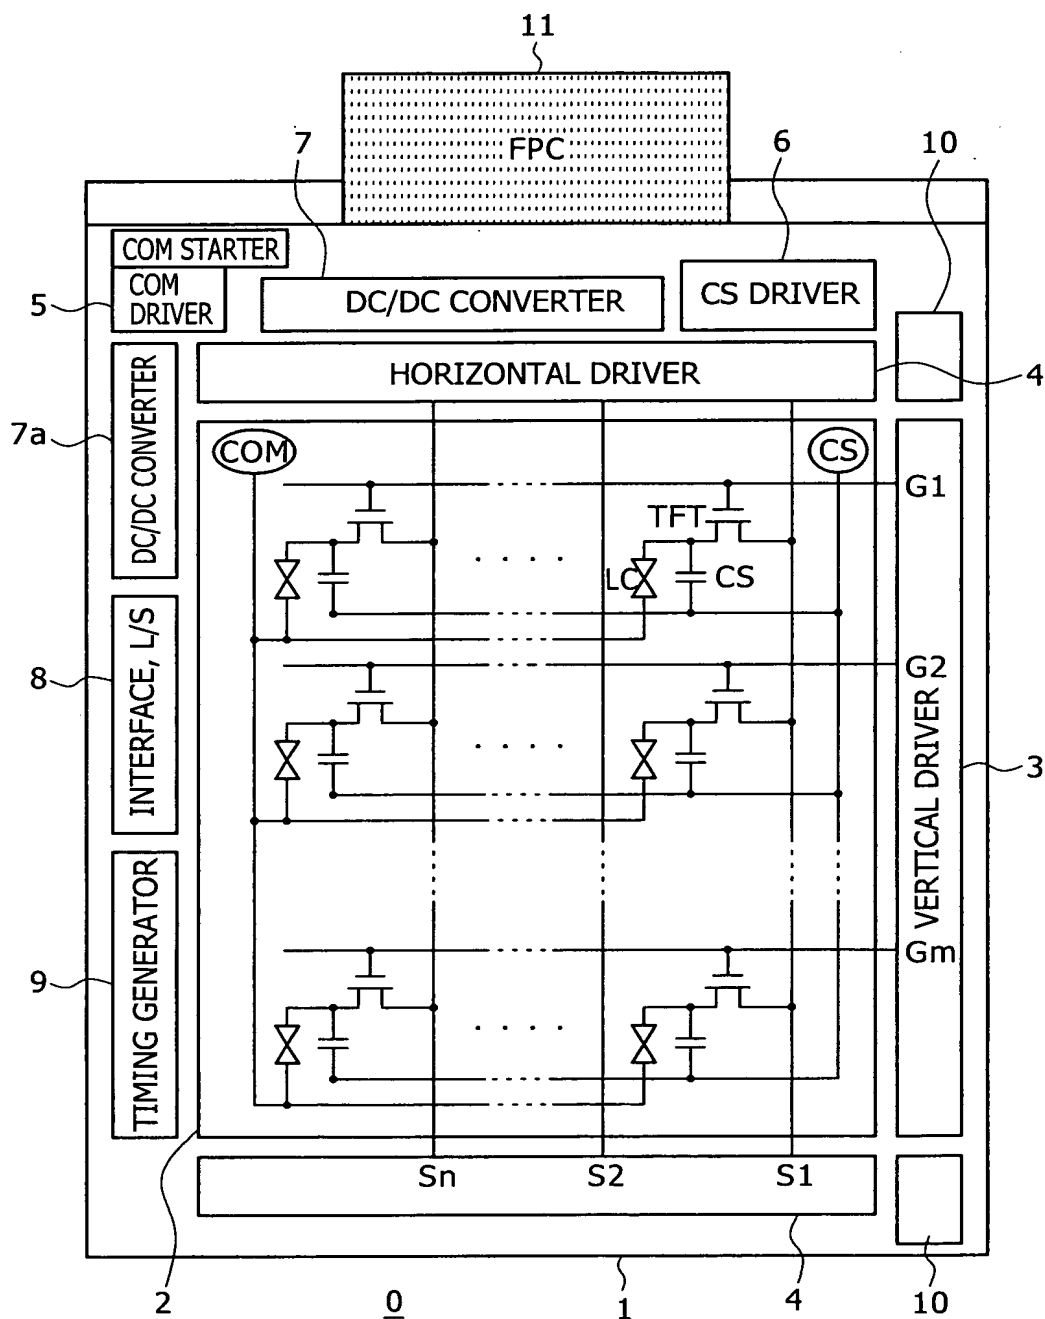 11
FPC
7
6
10
COM STARTER
5
COM
DRIVER
DC/DC CONVERTER
CS DRIVER
HORIZONTAL DRIVER
4
7a
DC/DC CONVERTER
COM
CS
G1
TFT
LC
CS
8
INTERFACE, L/S
G2
VERTICAL DRIVER
3
9
TIMING GENERATOR
Gm
Sn
S2
S1
2
0
1
4
10